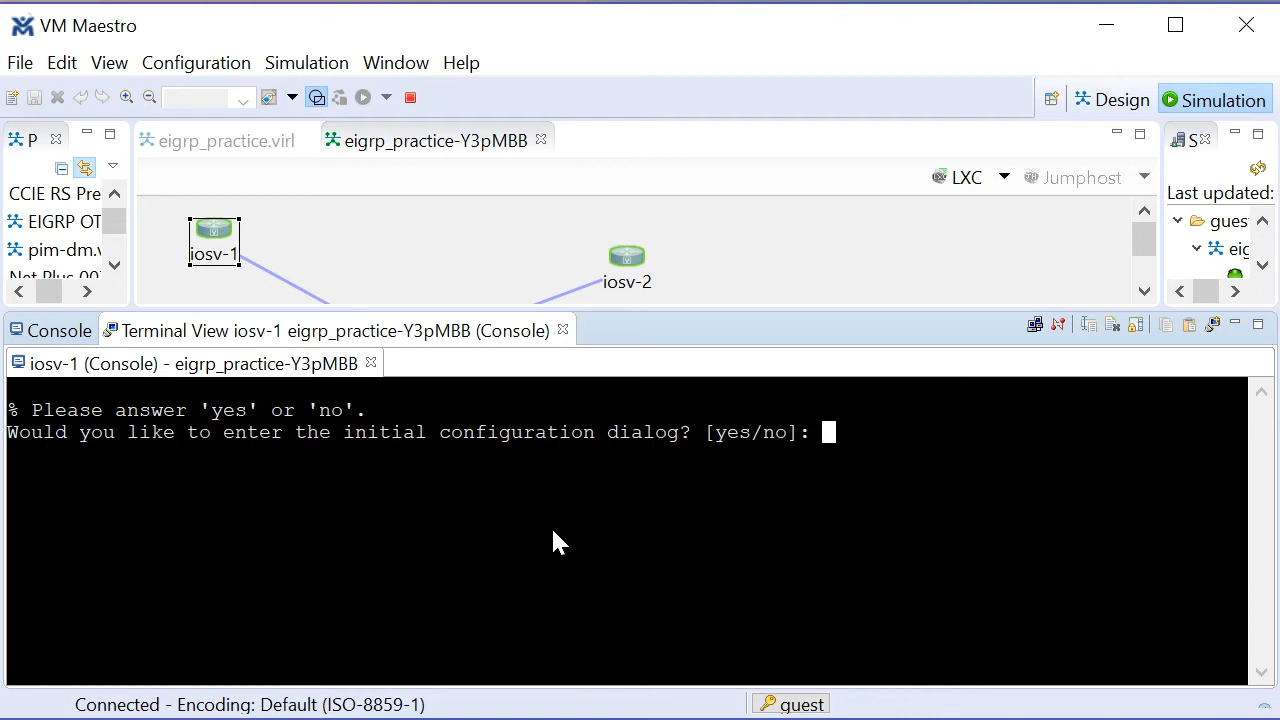 VM Maestro
File Edit View Configuration Simulation Window Help
Design Simulation
P
eigrp_practice.virl
eigrp_practice-Y3pMBB
S
LXC
Jumphost
CCIE RS Pre
EIGRP OT
pim-dm.v
Last updated:
gues
eig
iosv-1
iosv-2
Console
Terminal View iosv-1 eigrp_practice-Y3pMBB (Console)
iosv-1 (Console) - eigrp_practice-Y3pMBB
% Please answer 'yes' or 'no'.
Would you like to enter the initial configuration dialog? [yes/no]:
Connected - Encoding: Default (ISO-8859-1)
guest